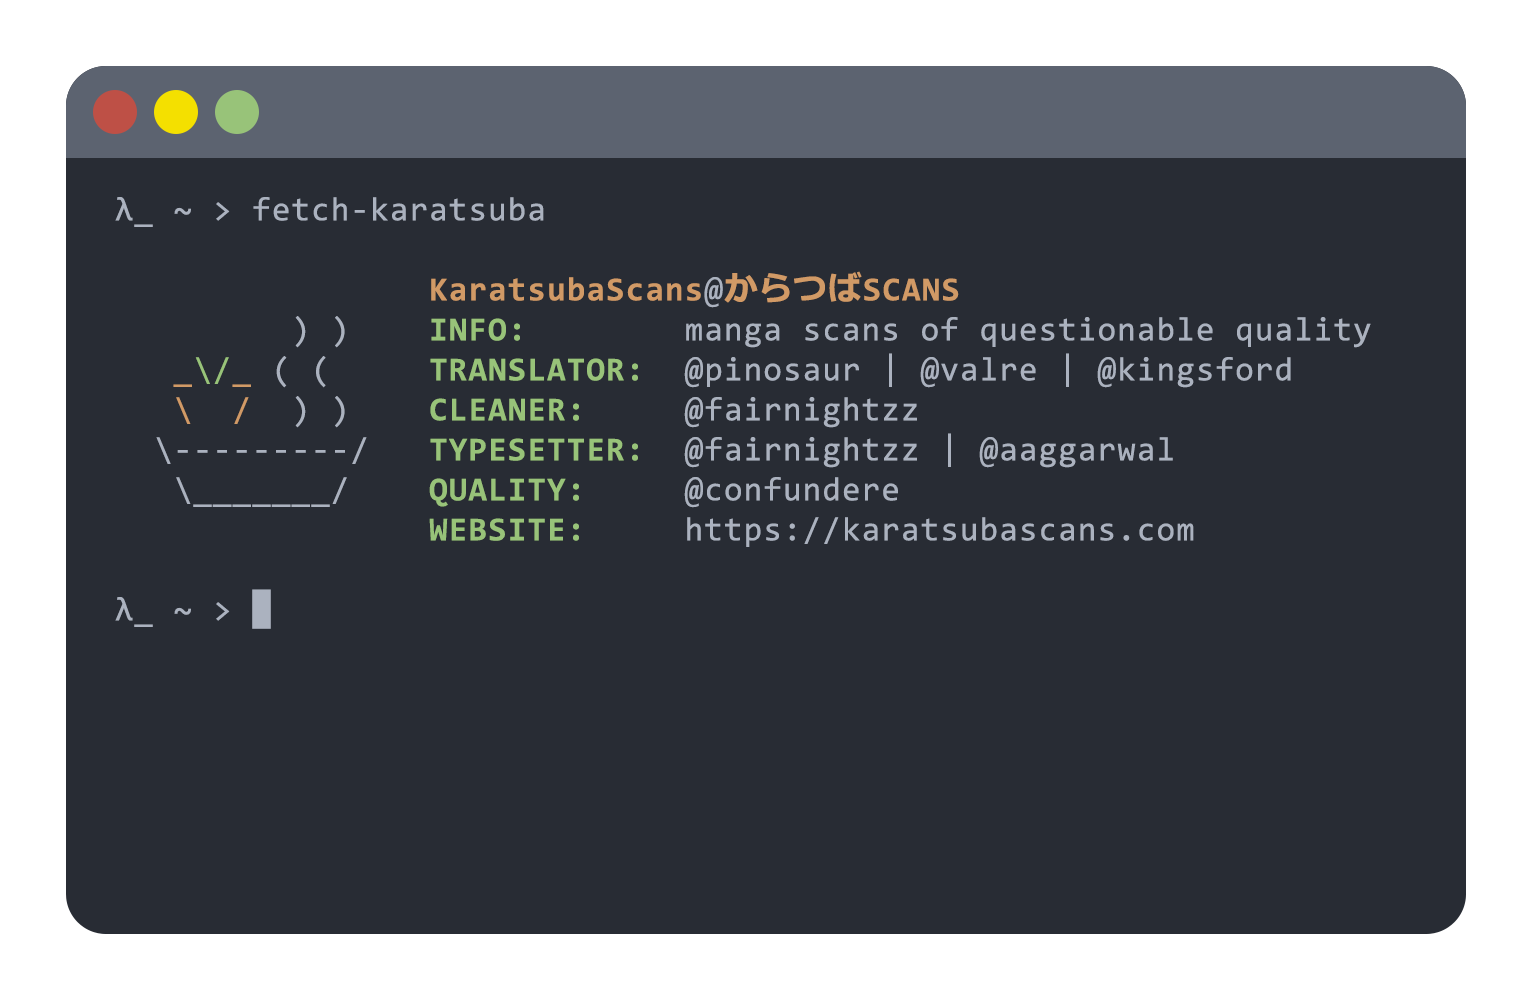 λ_ ~ > fetch-karatsuba
KaratsubaScans@からつばSCANS
) ) INFO: manga scans of questionable quality
_\/_ ( ( TRANSLATOR: @pinosaur | @valre | @kingsford
\ / ) ) CLEANER: @fairnightzz
\---------/ TYPESETTER: @fairnightzz | @aaggarwal
\_______/ QUALITY: @confundere
WEBSITE: https://karatsubascans.com
λ_ ~ >